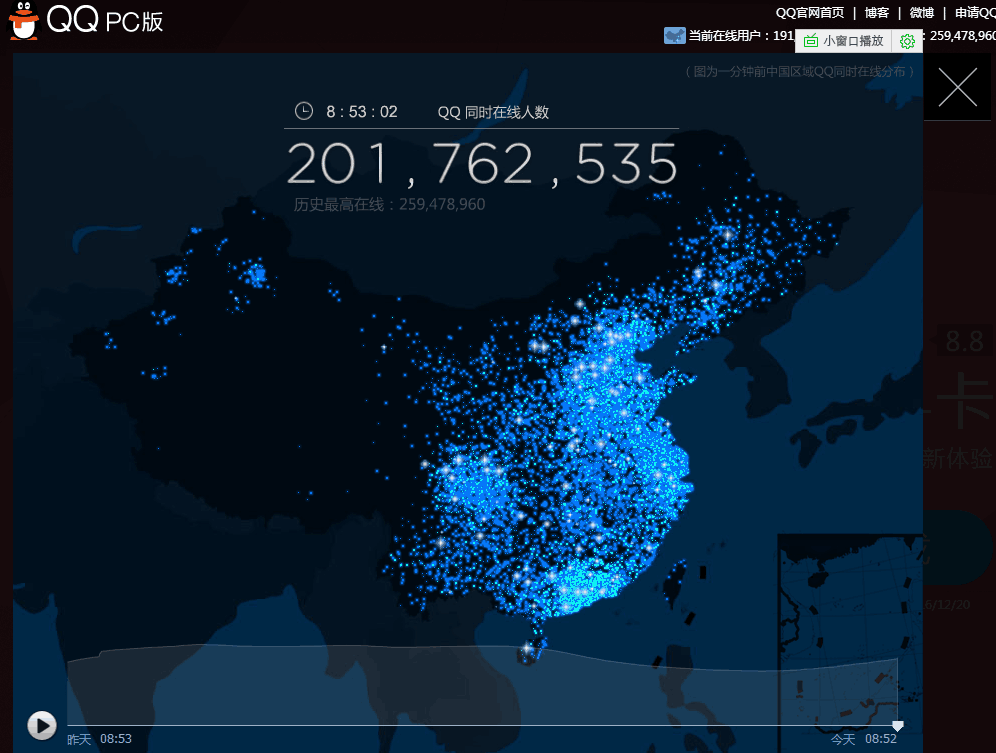 QQ PC版
QQ官网首页 | 博客 | 微博 | 申请QQ
当前在线用户：191
小窗口播放
：259,478,960
（图为一分钟前中国区域QQ同时在线分布）
8：53：02 QQ 同时在线人数
201,762,535
历史最高在线：259,478,960
8.8
卡
新体验
6/12/20
昨天 08:53
今天 08:52